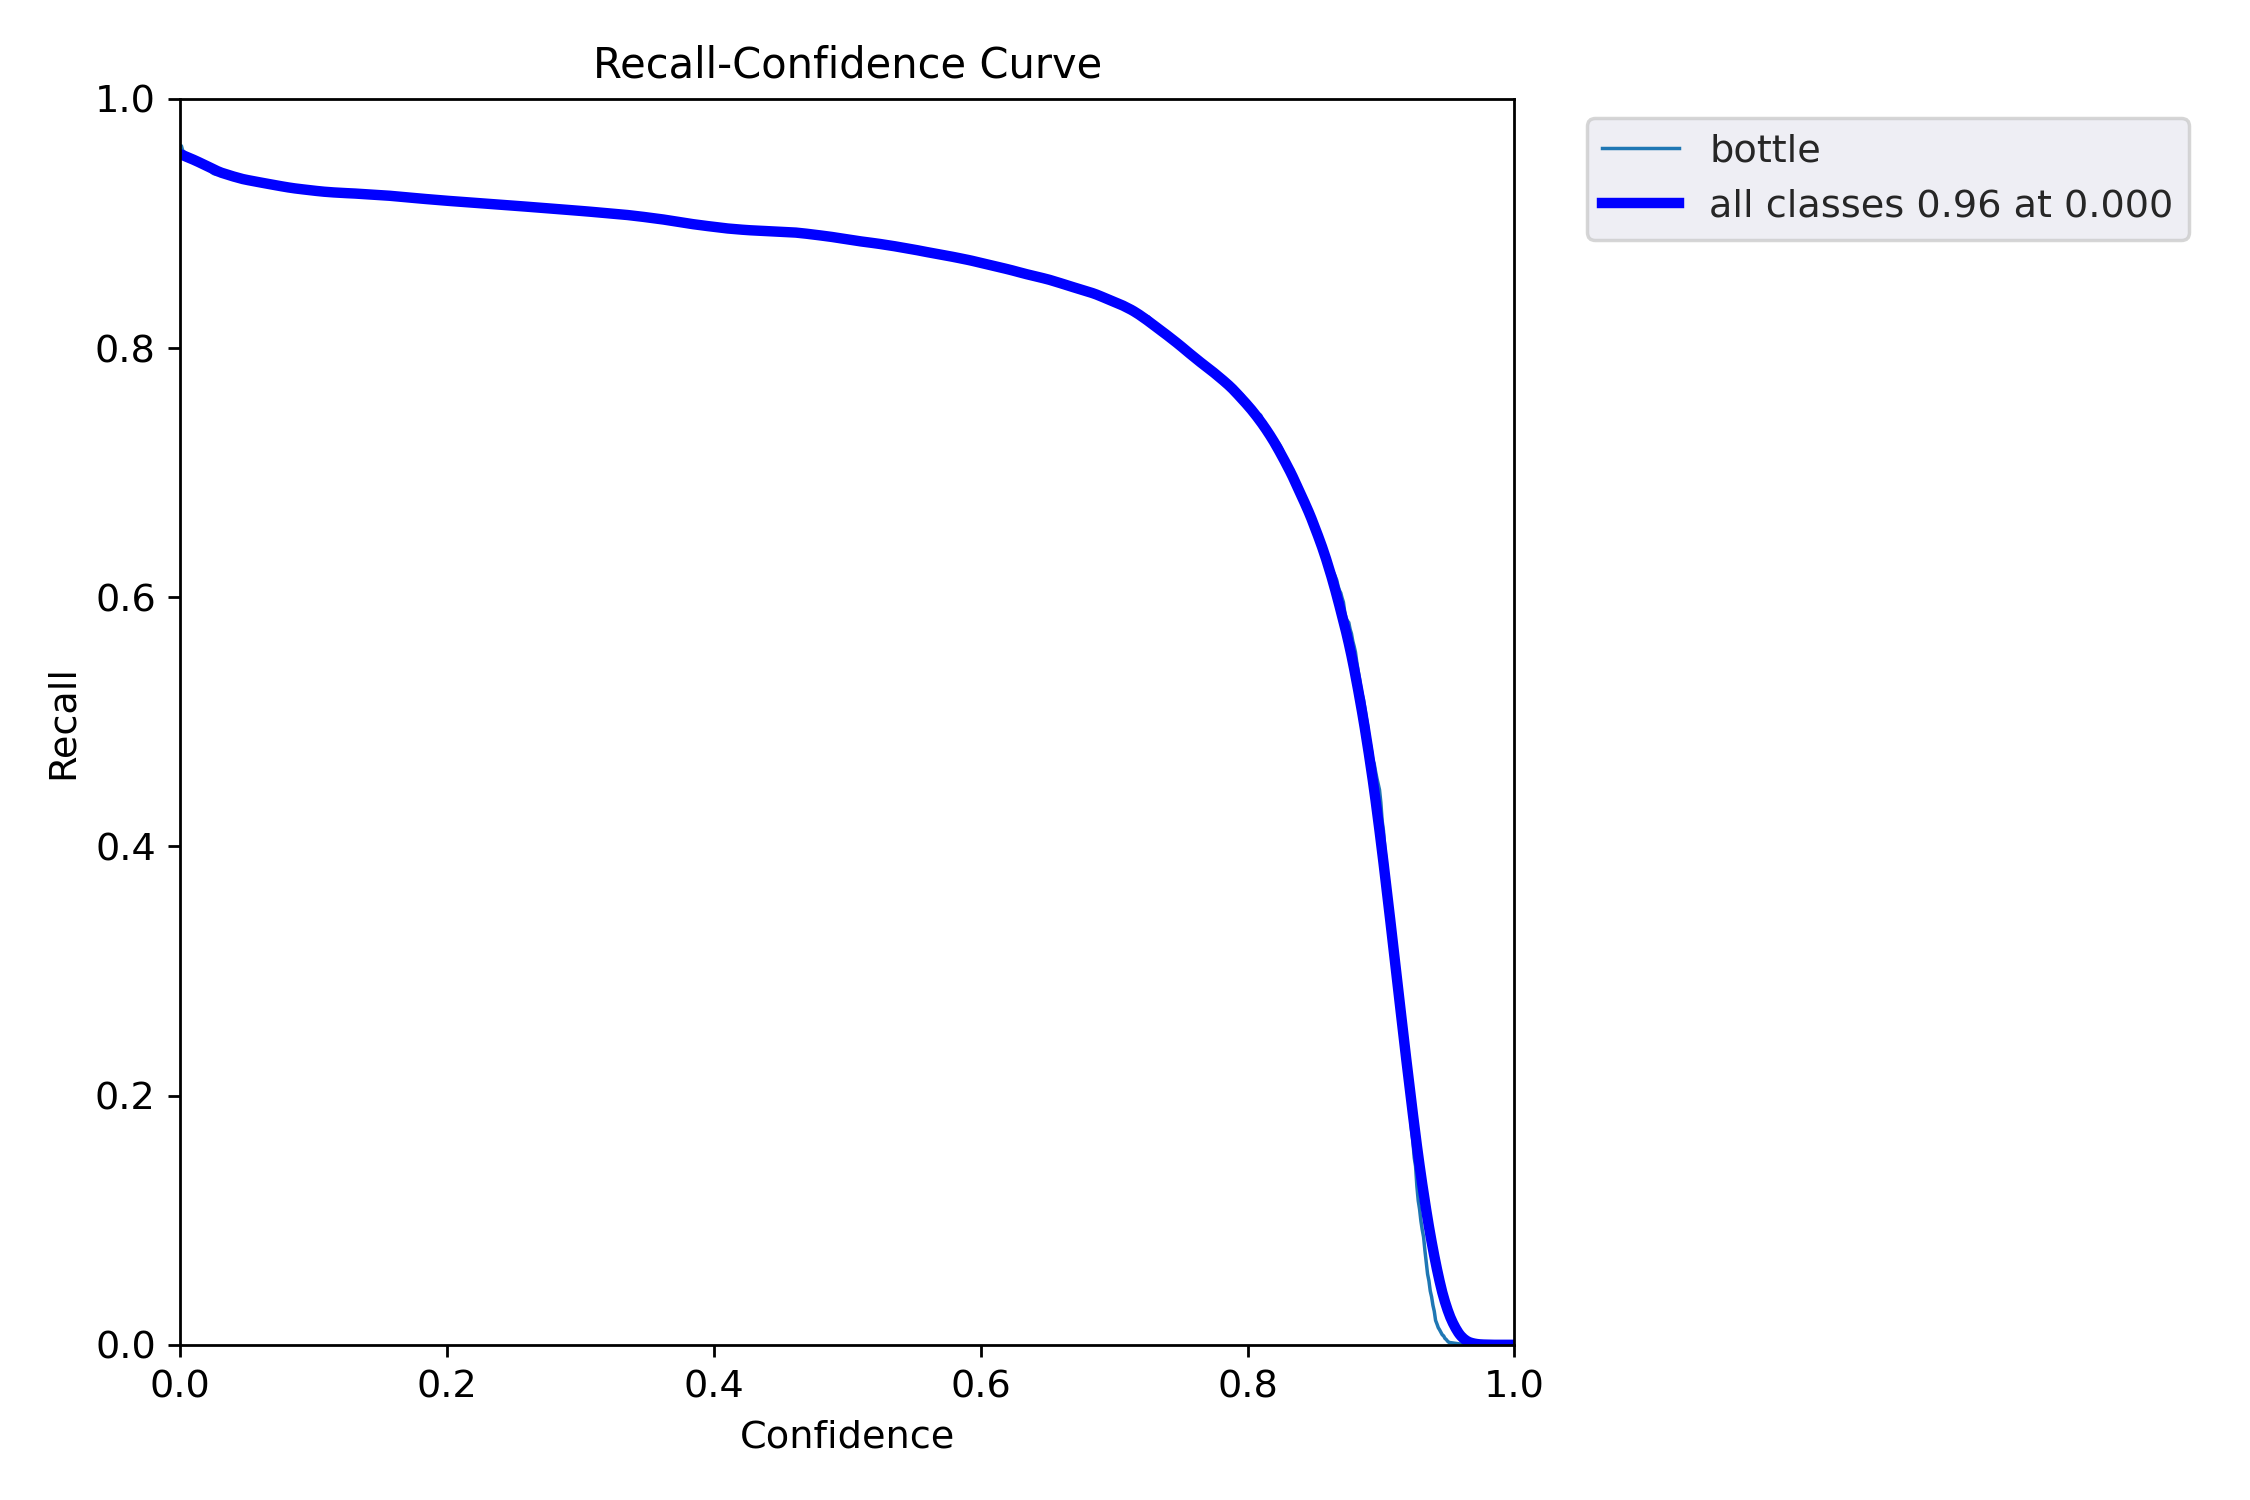 Recall-Confidence Curve
bottle
all classes 0.96 at 0.000
Recall
1.0
0.8
0.6
0.4
0.2
0.0
0.0 0.2 0.4 0.6 0.8 1.0
Confidence